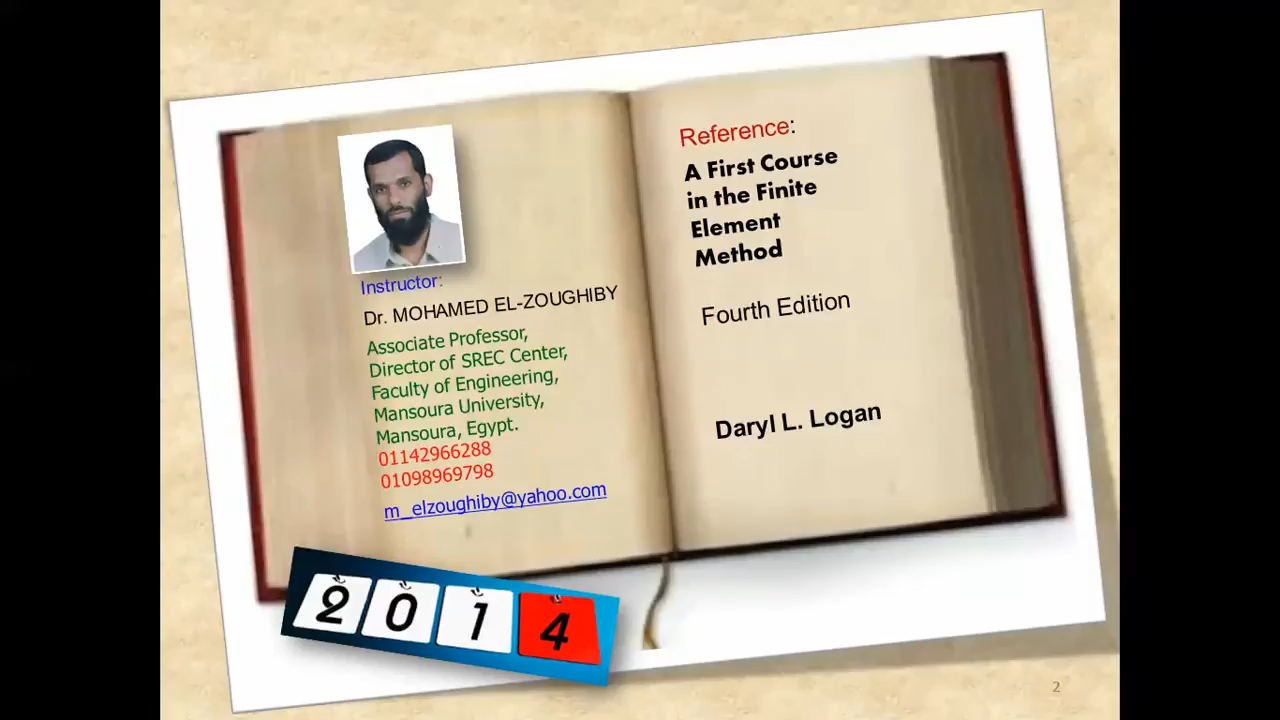 Instructor:
Dr. MOHAMED EL-ZOUGHIBY
Associate Professor,
Director of SREC Center,
Faculty of Engineering,
Mansoura University,
Mansoura, Egypt.
01142966288
01098969798
m_elzoughiby@yahoo.com
2014
Reference:
A First Course
in the Finite
Element
Method
Fourth Edition
Daryl L. Logan
2